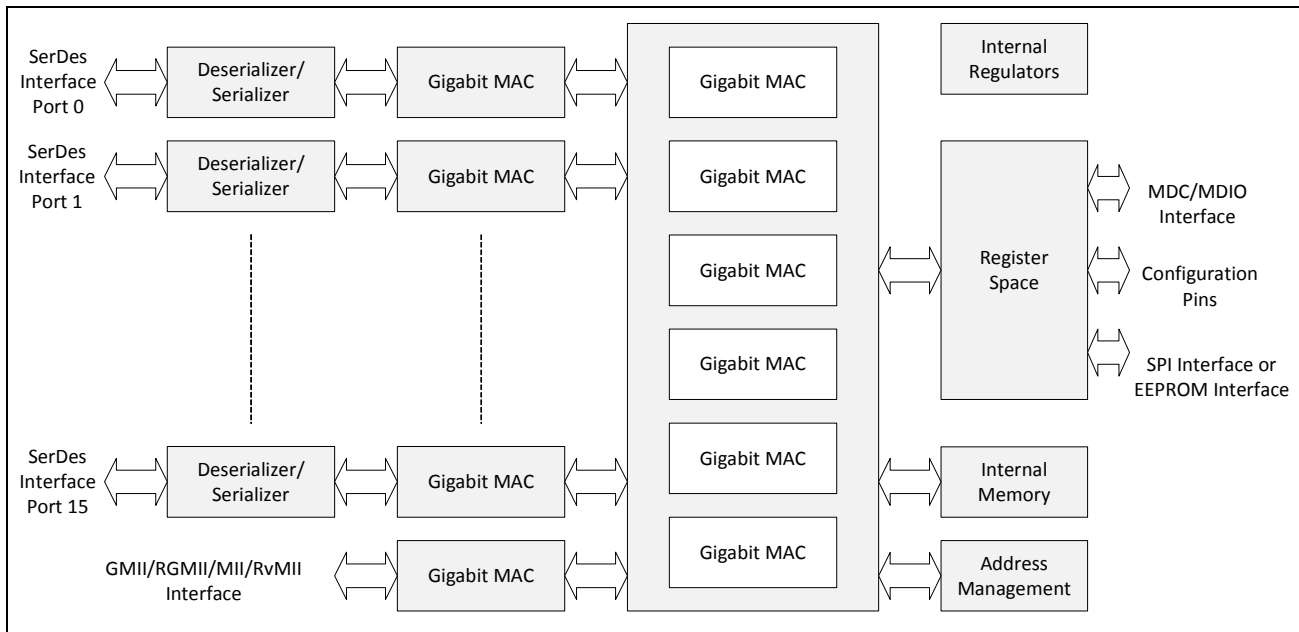 SerDes
Interface
Port 0
Deserializer/
Serializer
Gigabit MAC
Gigabit MAC
Internal
Regulators
SerDes
Interface
Port 1
Deserializer/
Serializer
Gigabit MAC
Gigabit MAC
MDC/MDIO
Interface
Gigabit MAC
Register
Space
Configuration
Pins
Gigabit MAC
SPI Interface or
EEPROM Interface
SerDes
Interface
Port 15
Deserializer/
Serializer
Gigabit MAC
Gigabit MAC
Internal
Memory
GMII/RGMII/MII/RvMII
Interface
Gigabit MAC
Gigabit MAC
Address
Management